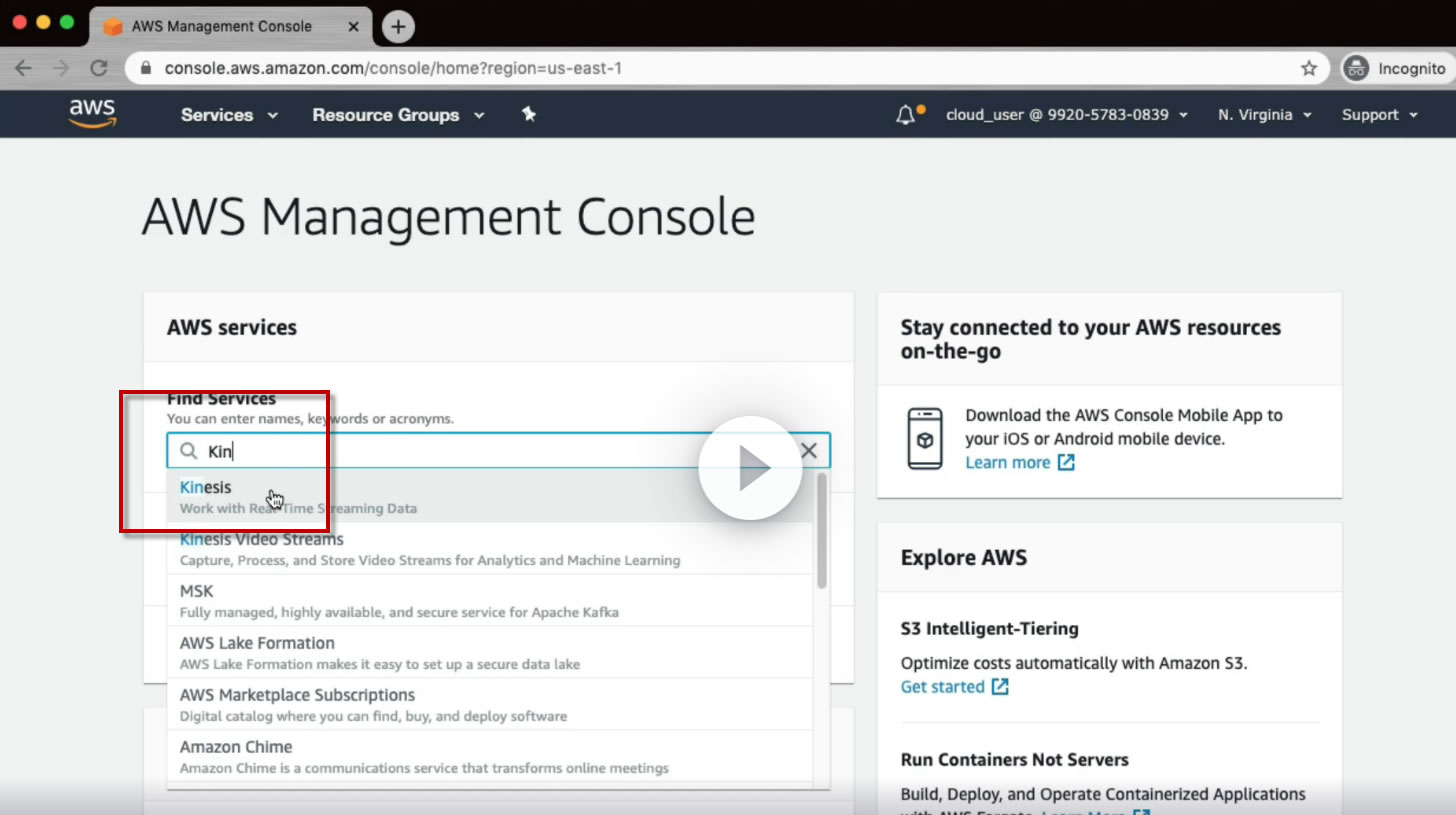 AWS Management Console
console.aws.amazon.com/console/home?region=us-east-1
Incognito
aws
Services
Resource Groups
cloud_user @ 9920-5783-0839
N. Virginia
Support
AWS Management Console
AWS services
Find Services
You can enter names, keywords or acronyms.
Kin
Kinesis
Work with Real-Time Streaming Data
Kinesis Video Streams
Capture, Process, and Store Video Streams for Analytics and Machine Learning
MSK
Fully managed, highly available, and secure service for Apache Kafka
AWS Lake Formation
AWS Lake Formation makes it easy to set up a secure data lake
AWS Marketplace Subscriptions
Digital catalog where you can find, buy, and deploy software
Amazon Chime
Amazon Chime is a communications service that transforms online meetings
Stay connected to your AWS resources
on-the-go
Download the AWS Console Mobile App to
your iOS or Android mobile device.
Learn more
Explore AWS
S3 Intelligent-Tiering
Optimize costs automatically with Amazon S3.
Get started
Run Containers Not Servers
Build, Deploy, and Operate Containerized Applications
with AWS Fargate. Learn More